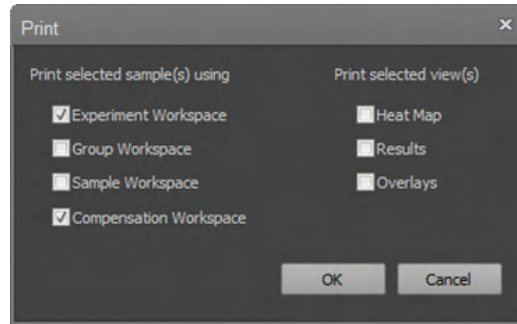 Print
Print selected sample(s) using
Print selected view(s)
Experiment Workspace
Heat Map
Group Workspace
Results
Sample Workspace
Overlays
Compensation Workspace
OK
Cancel